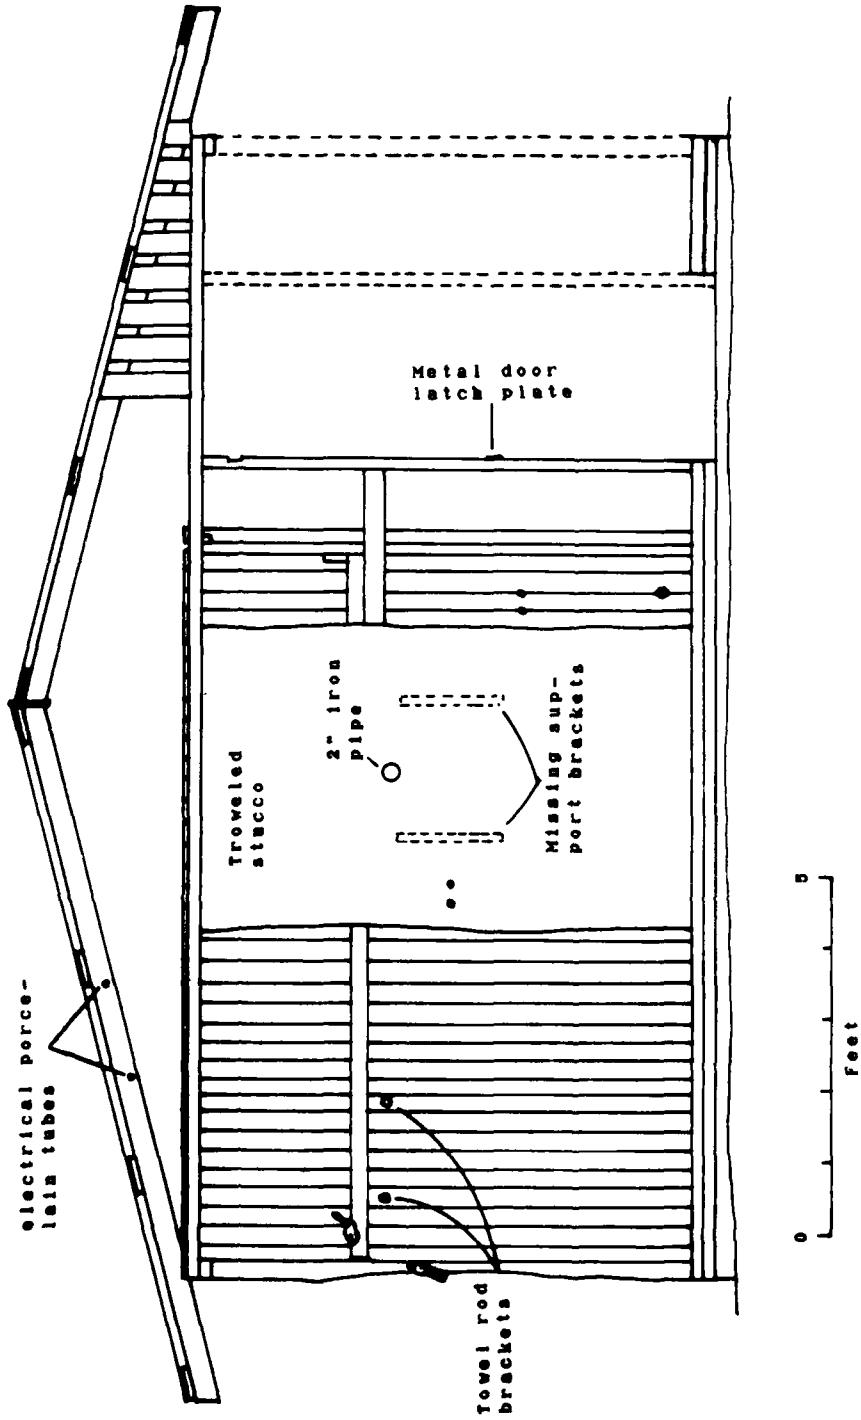 electrical porce-
lain tubes
Troweled
stucco
2" iron
pipe
Metal door
latch plate
Missing sup-
port brackets
Towel rod
brackets
0
5
Feet